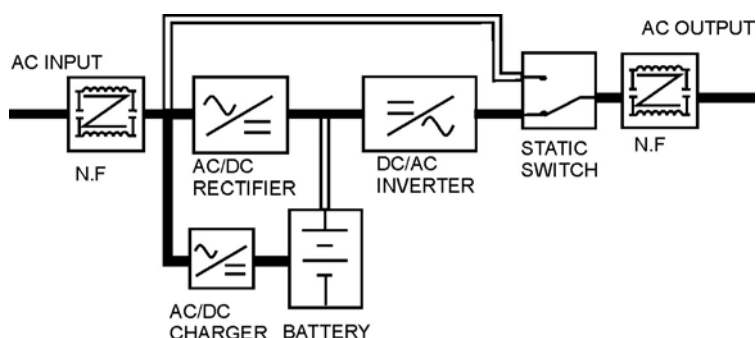 AC OUTPUT
AC INPUT
N.F
AC/DC
RECTIFIER
DC/AC
INVERTER
STATIC
SWITCH
N.F
AC/DC
CHARGER
BATTERY